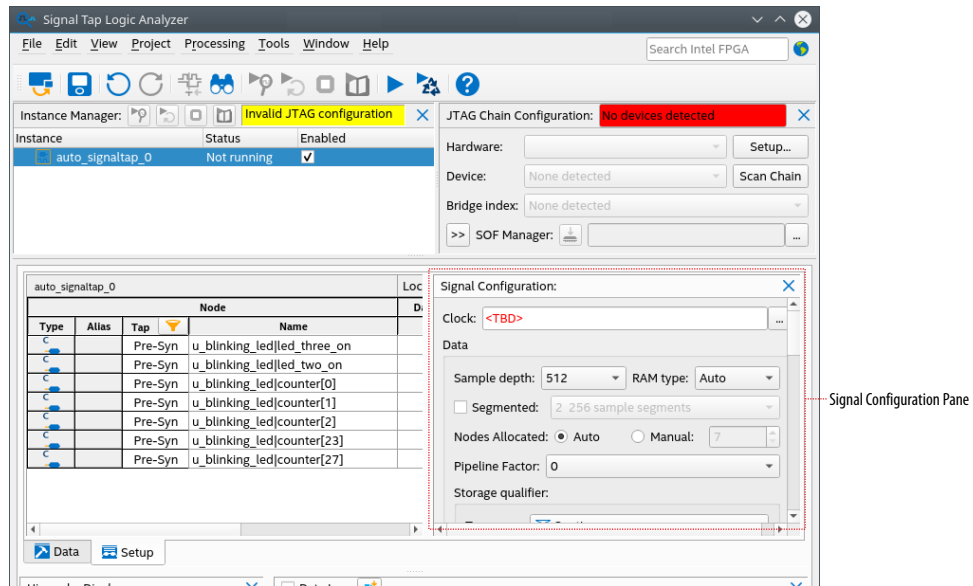 Signal Tap Logic Analyzer
File Edit View Project Processing Tools Window Help
Search Intel FPGA
Instance Manager: Invalid JTAG configuration
Instance Status Enabled
auto_signaltap_0 Not running
JTAG Chain Configuration: No devices detected
Hardware: Setup...
Device: None detected Scan Chain
Bridge index: None detected
>> SOF Manager: ...
auto_signaltap_0 Loc
Node Da
Type Alias Tap Name
Pre-Syn u_blinking_led|led_three_on
Pre-Syn u_blinking_led|led_two_on
Pre-Syn u_blinking_led|counter[0]
Pre-Syn u_blinking_led|counter[1]
Pre-Syn u_blinking_led|counter[2]
Pre-Syn u_blinking_led|counter[23]
Pre-Syn u_blinking_led|counter[27]
Signal Configuration:
Clock: <TBD> ...
Data
Sample depth: 512 RAM type: Auto
Segmented: 2 256 sample segments
Nodes Allocated: Auto Manual: 7
Pipeline Factor: 0
Storage qualifier:
Signal Configuration Pane
Data Setup